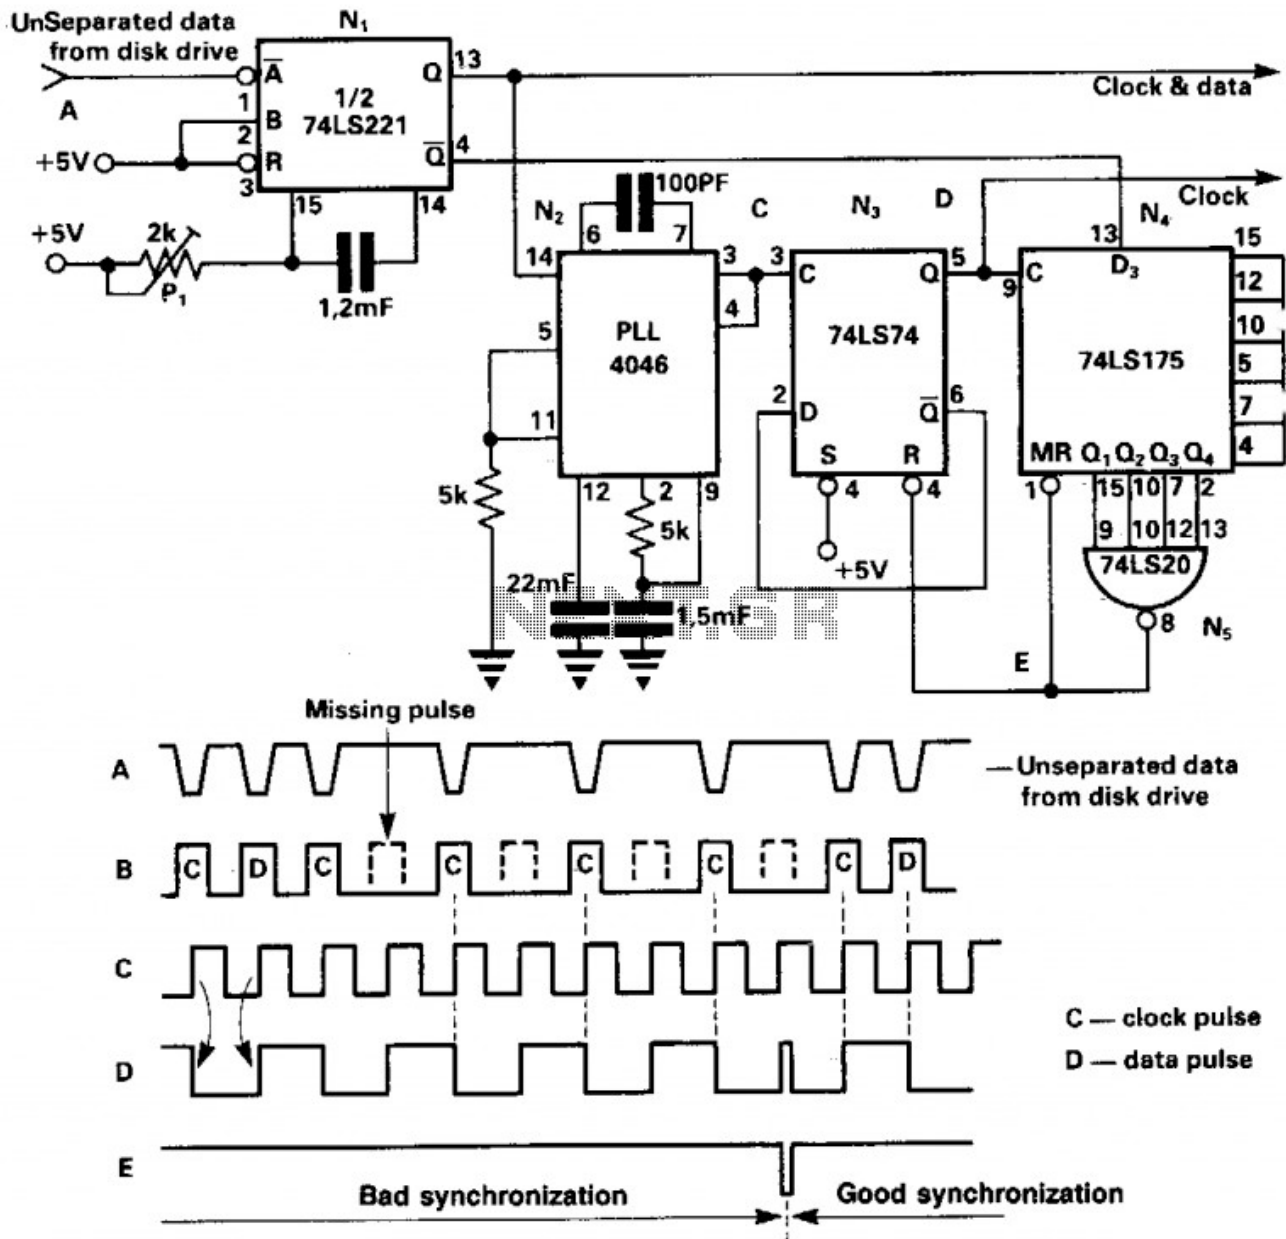 UnSeparated data
from disk drive
N₁
A
Ā
1
B
2
R
3
+5V
1/2
74LS221
Q
13
Q̅
4
Clock & data
15
14
+5V
2k
P₁
1,2mF
100PF
N₂
6
7
14
5
11
PLL
4046
3
4
12
2
9
5k
5k
22mF
1,5mF
C
N₃
D
3
C
Q
5
74LS74
2
D
Q̅
6
S
R
4
4
+5V
Clock
N₄
13
D₃
C
9
74LS175
15
12
10
5
7
4
MR
Q₁
Q₂
Q₃
Q₄
1
15
10
7
2
9
10
12
13
74LS20
8
N₅
E
Missing pulse
A
— Unseparated data
from disk drive
B
C
D
C
C
C
C
C
D
C
C — clock pulse
D
D — data pulse
E
Bad synchronization
Good synchronization